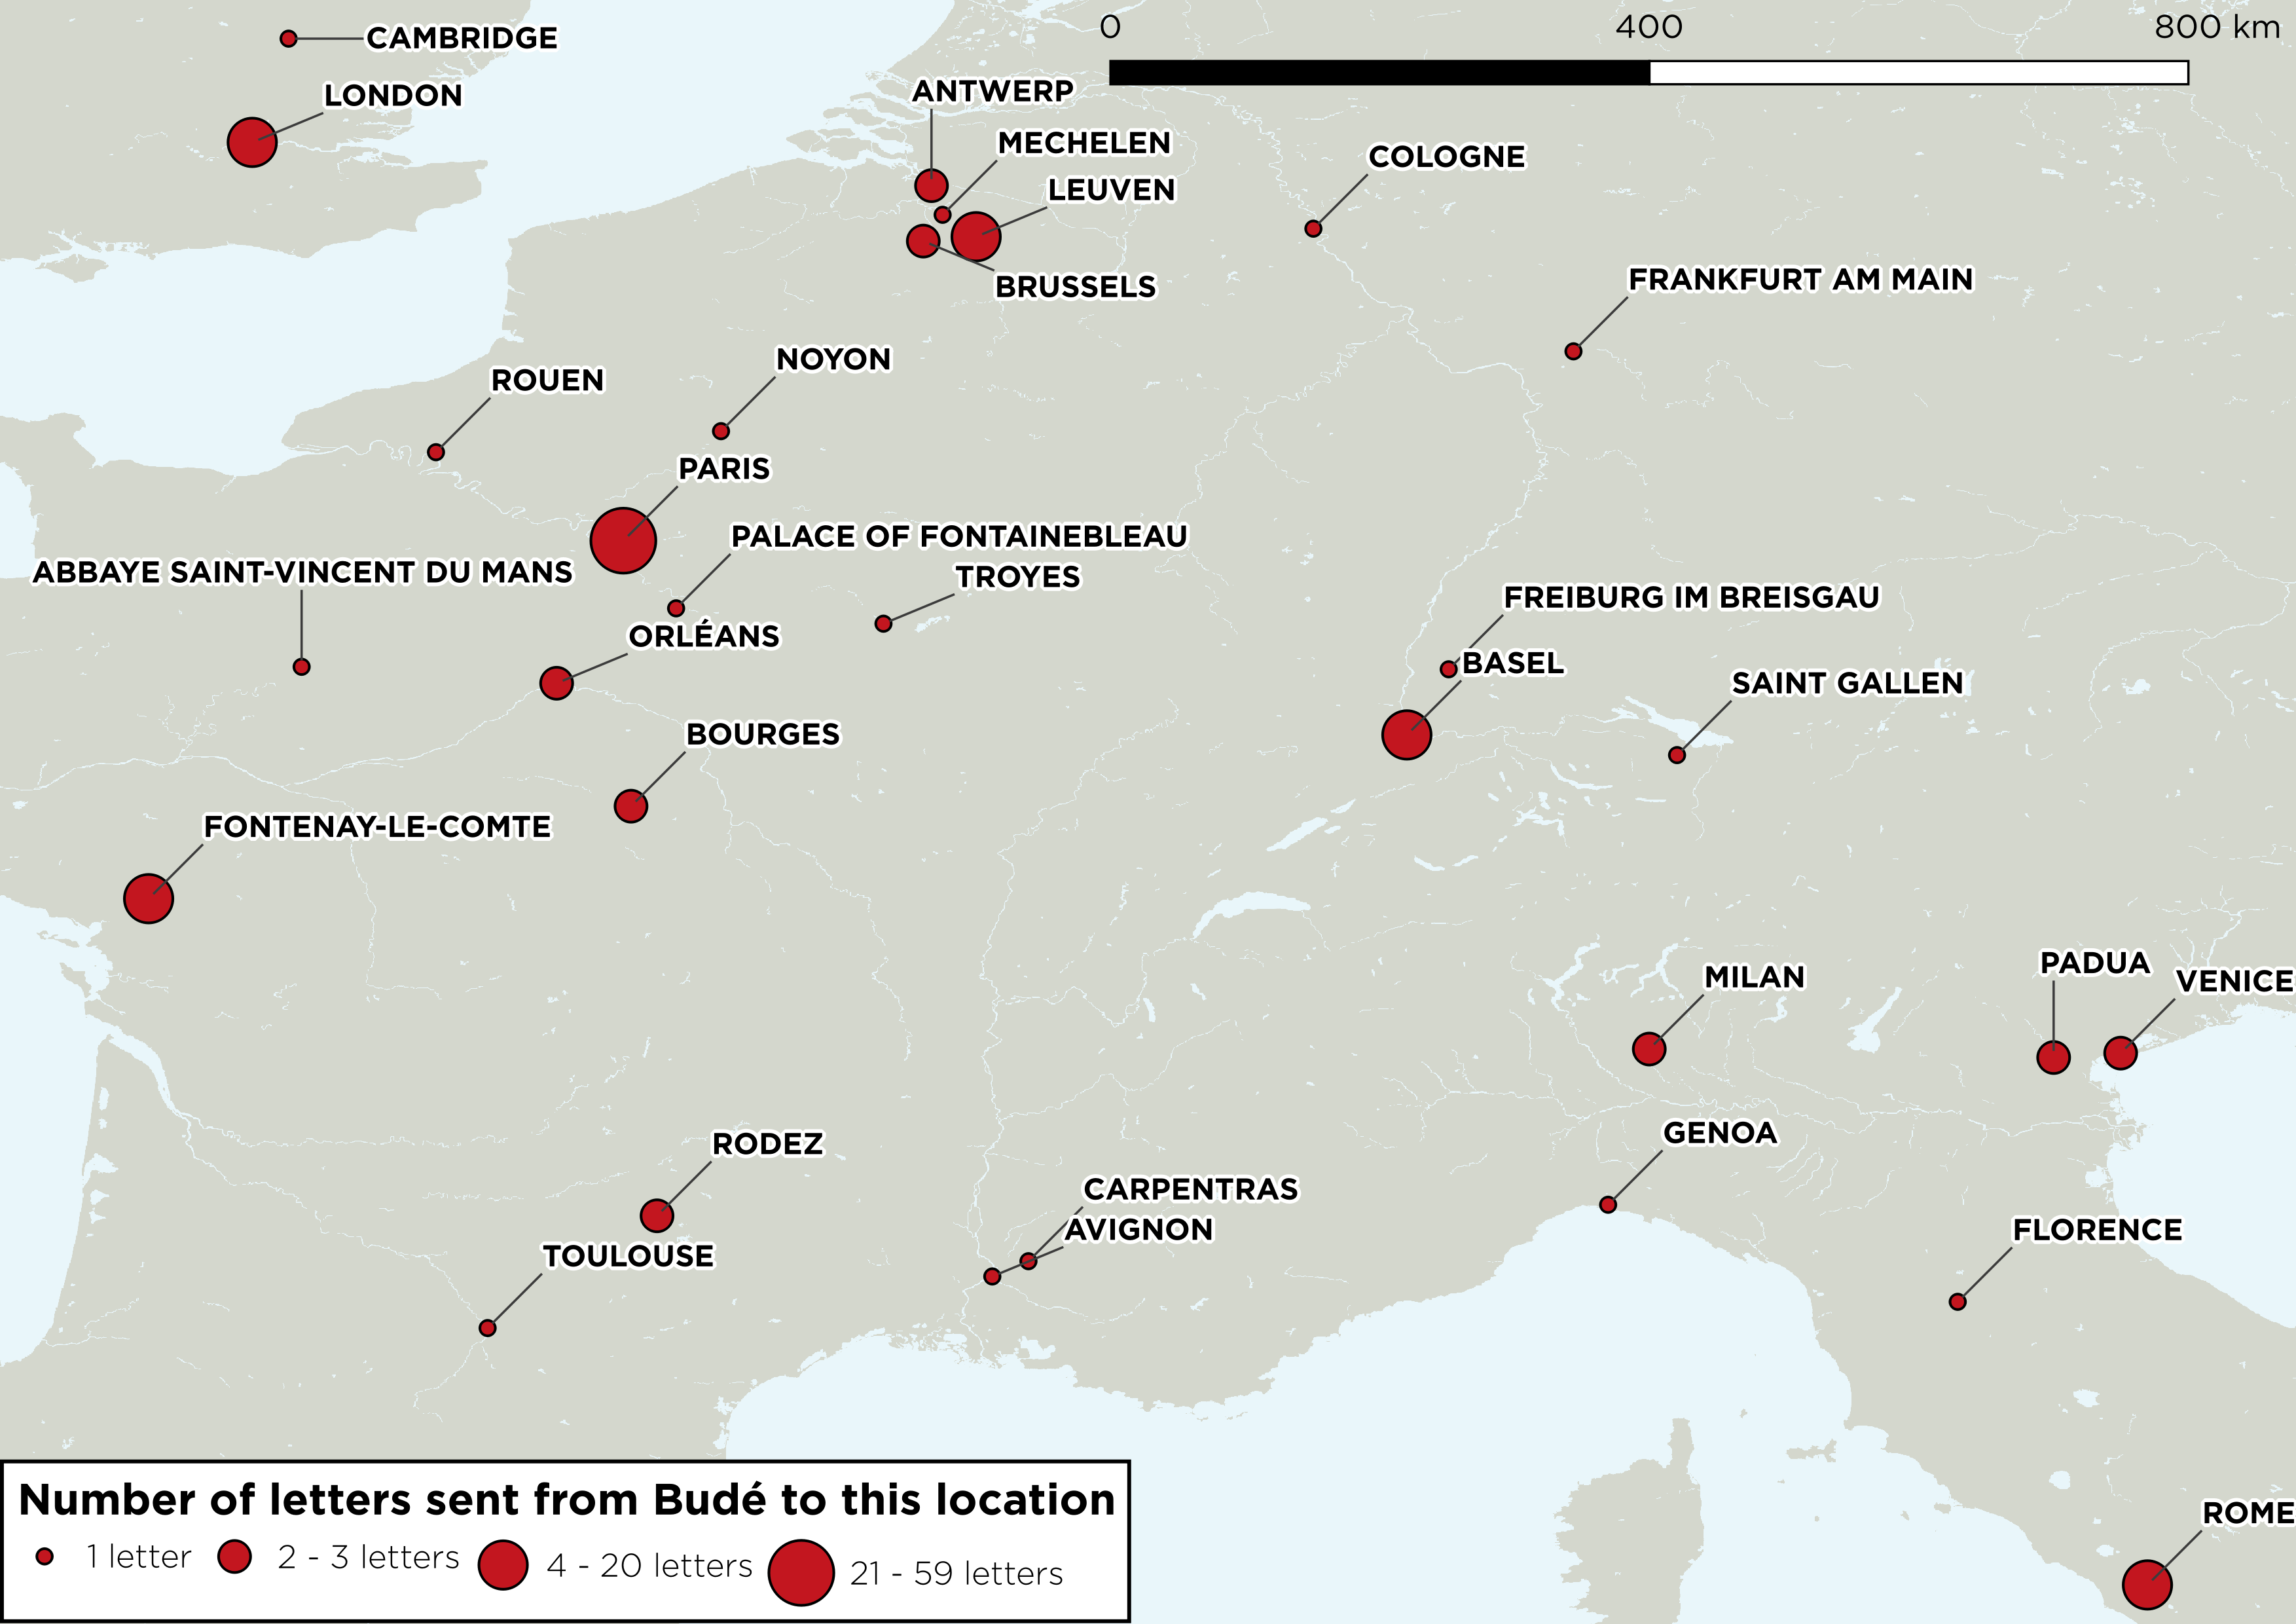 CAMBRIDGE
0 400 800 km
LONDON
ANTWERP
MECHELEN
COLOGNE
LEUVEN
BRUSSELS
FRANKFURT AM MAIN
NOYON
ROUEN
PARIS
PALACE OF FONTAINEBLEAU
ABBAYE SAINT-VINCENT DU MANS
TROYES
FREIBURG IM BREISGAU
ORLÉANS
BASEL
SAINT GALLEN
BOURGES
FONTENAY-LE-COMTE
PADUA
MILAN
VENICE
GENOA
RODEZ
CARPENTRAS
AVIGNON
FLORENCE
TOULOUSE
Number of letters sent from Budé to this location
1 letter 2 - 3 letters 4 - 20 letters 21 - 59 letters
ROME